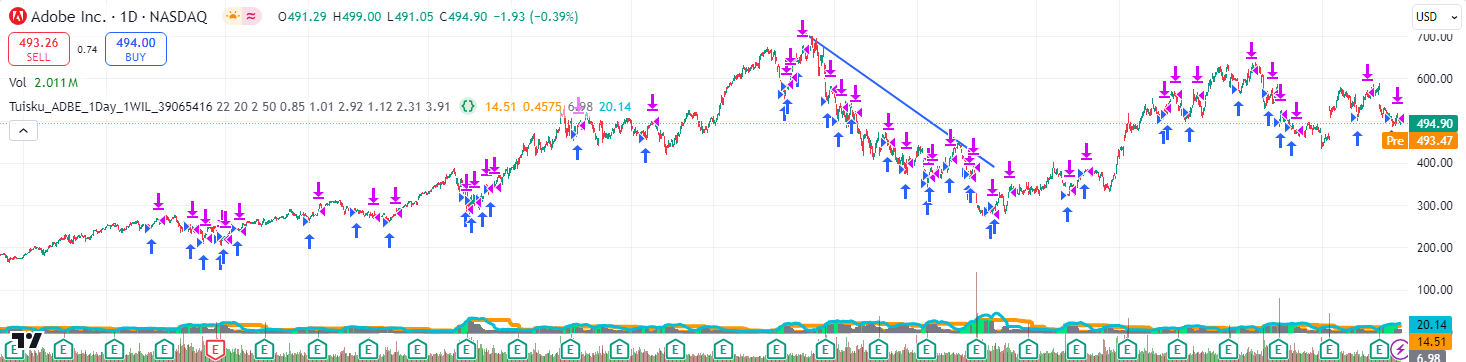 Adobe Inc. · 1D · NASDAQ O491.29 H499.00 L491.05 C494.90 −1.93 (−0.39%)
USD
493.26
SELL
0.74
494.00
BUY
Vol 2.011M
Tuisku_ADBE_1Day_1WIL_39065416 22 20 2 50 0.85 1.01 2.92 1.12 2.31 3.91 14.51 0.4575 6.98 20.14
700.00
600.00
494.90
Pre 493.47
400.00
300.00
200.00
100.00
20.14
14.51
6.98
E E E E E E E E E E E E E E E E E E E E E E E E E E E E